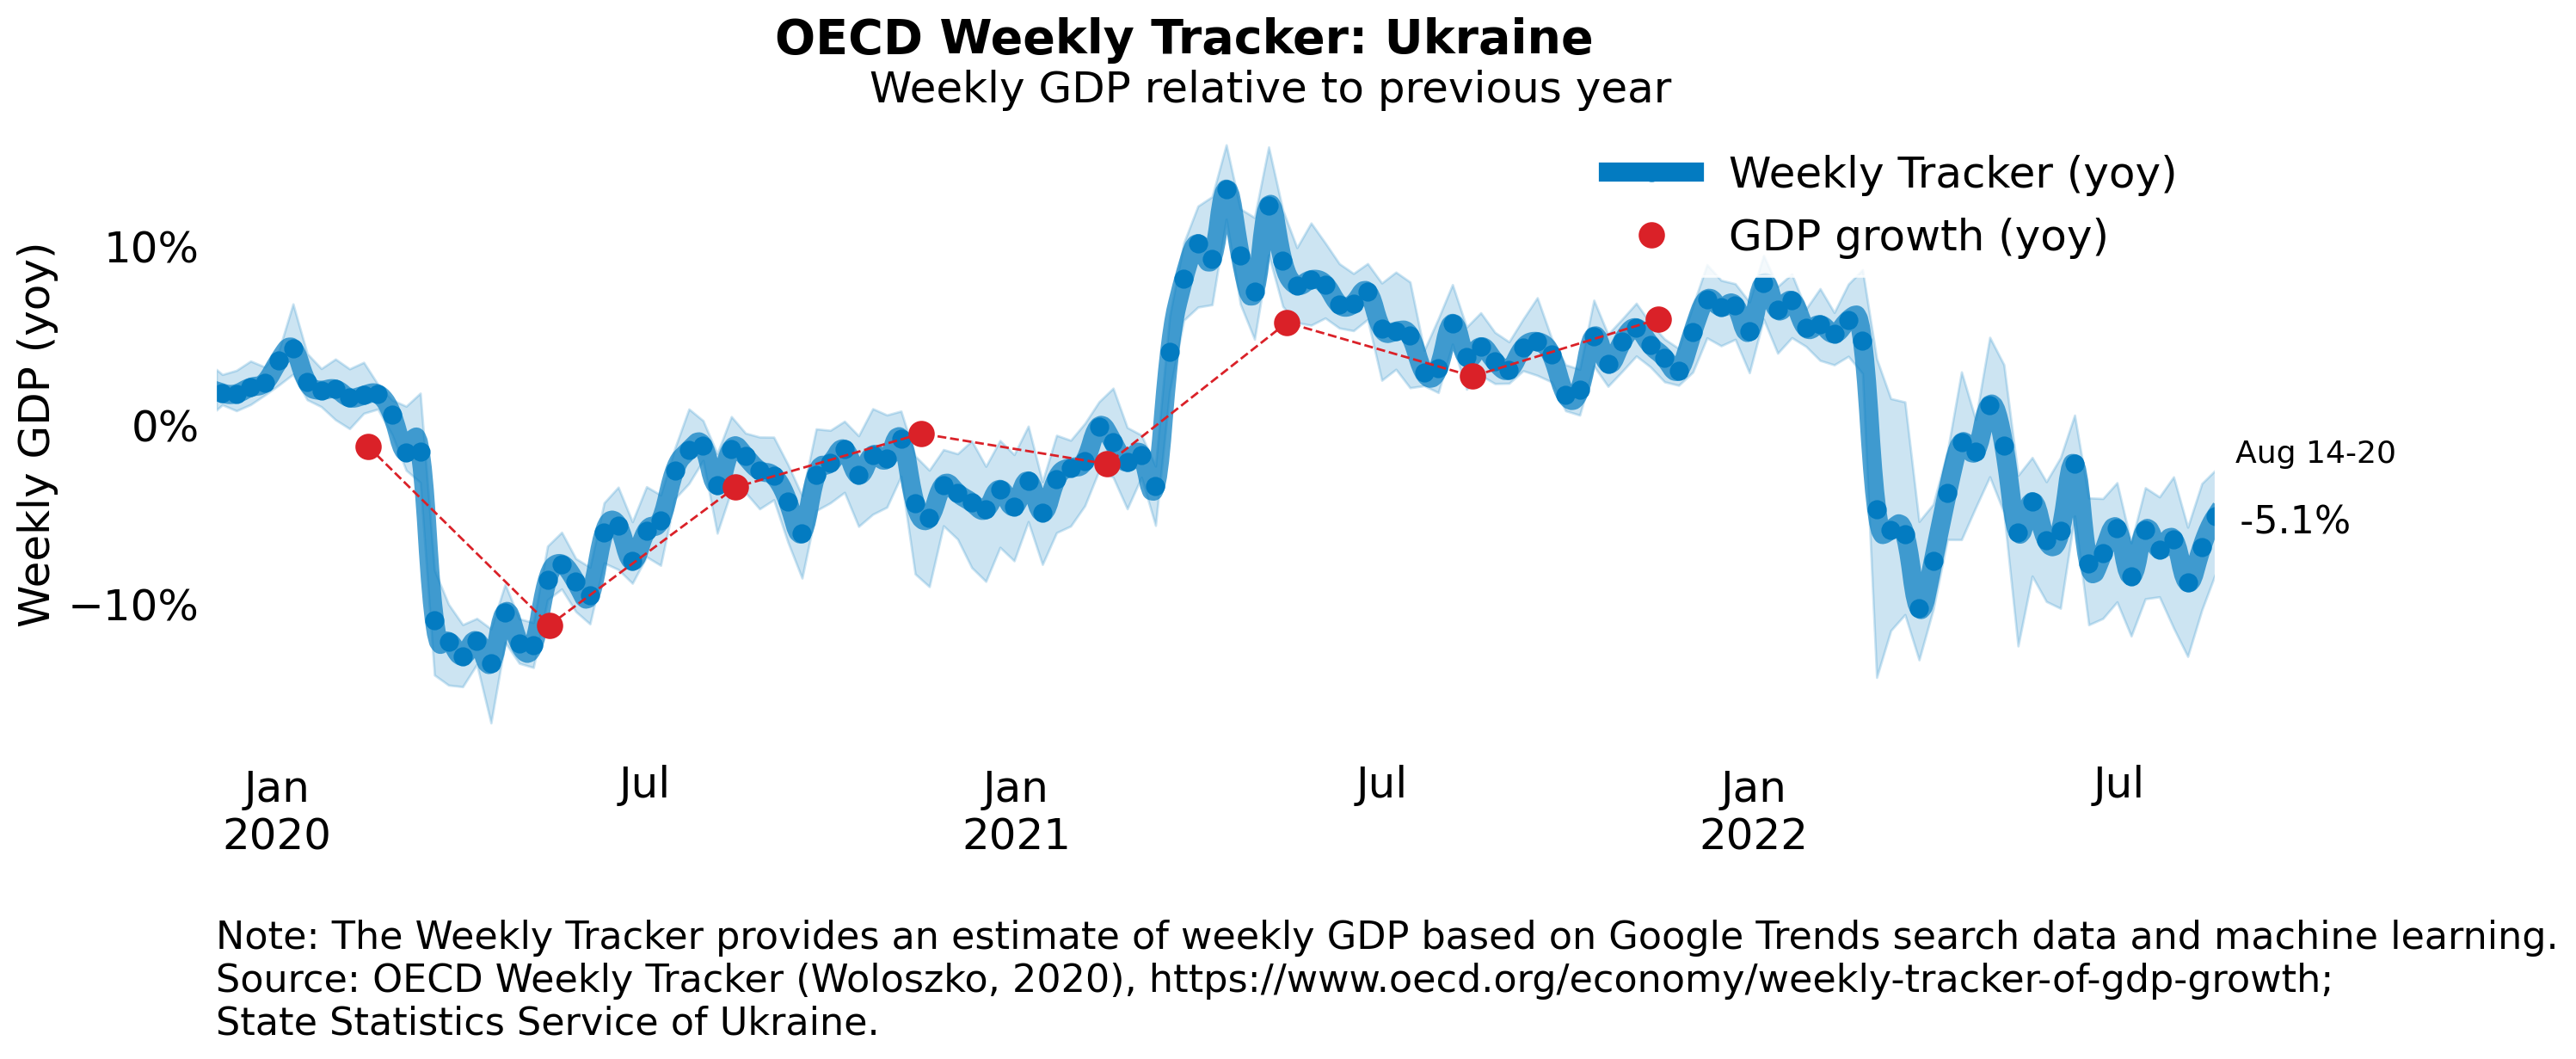 OECD Weekly Tracker: Ukraine
Weekly GDP relative to previous year
Weekly Tracker (yoy)
GDP growth (yoy)
Weekly GDP (yoy)
10%
0%
−10%
Aug 14-20
-5.1%
Jan
2020
Jul
Jan
2021
Jul
Jan
2022
Jul
Note: The Weekly Tracker provides an estimate of weekly GDP based on Google Trends search data and machine learning.
Source: OECD Weekly Tracker (Woloszko, 2020), https://www.oecd.org/economy/weekly-tracker-of-gdp-growth;
State Statistics Service of Ukraine.